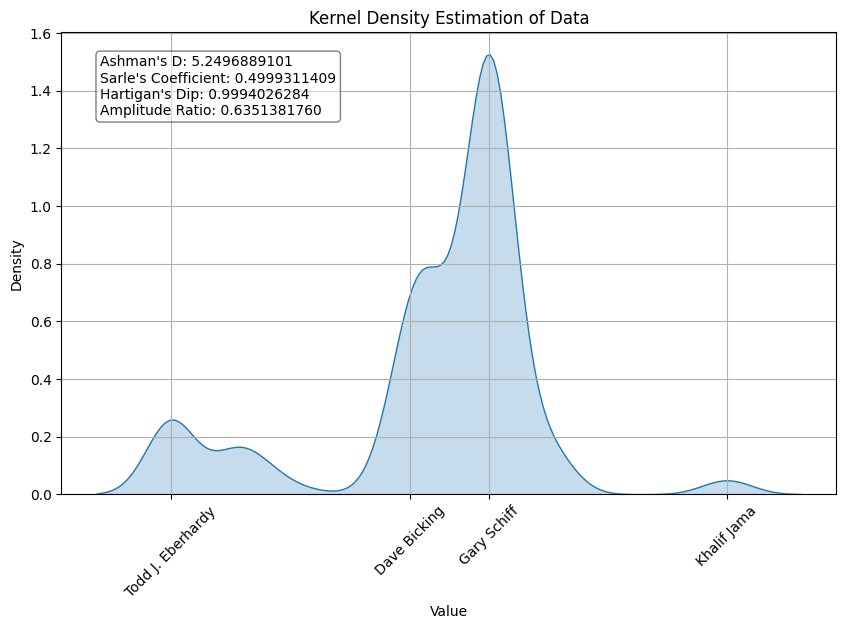 Kernel Density Estimation of Data
Ashman's D: 5.2496889101
Sarle's Coefficient: 0.4999311409
Hartigan's Dip: 0.9994026284
Amplitude Ratio: 0.6351381760
1.6
1.4
1.2
1.0
0.8
0.6
0.4
0.2
0.0
Density
Todd J. Eberhardy
Dave Bicking
Gary Schiff
Khalif Jama
Value